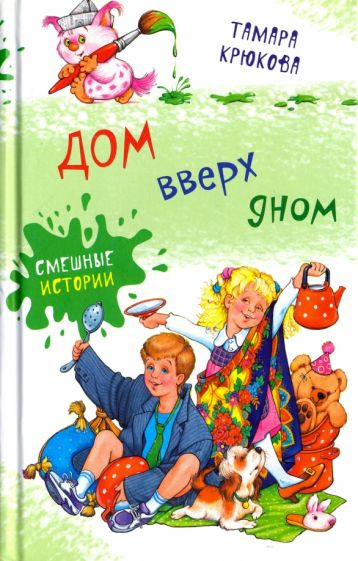 ТАМАРА
КРЮКОВА
ДОМ
ВВЕРХ
ДНОМ
СМЕШНЫЕ
ИСТОРИИ